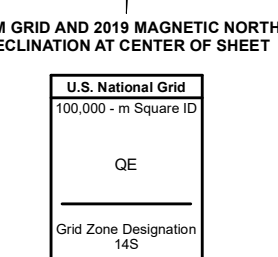 M GRID AND 2019 MAGNETIC NORTH
ECLINATION AT CENTER OF SHEET
U.S. National Grid
100,000 - m Square ID
QE
Grid Zone Designation
14S